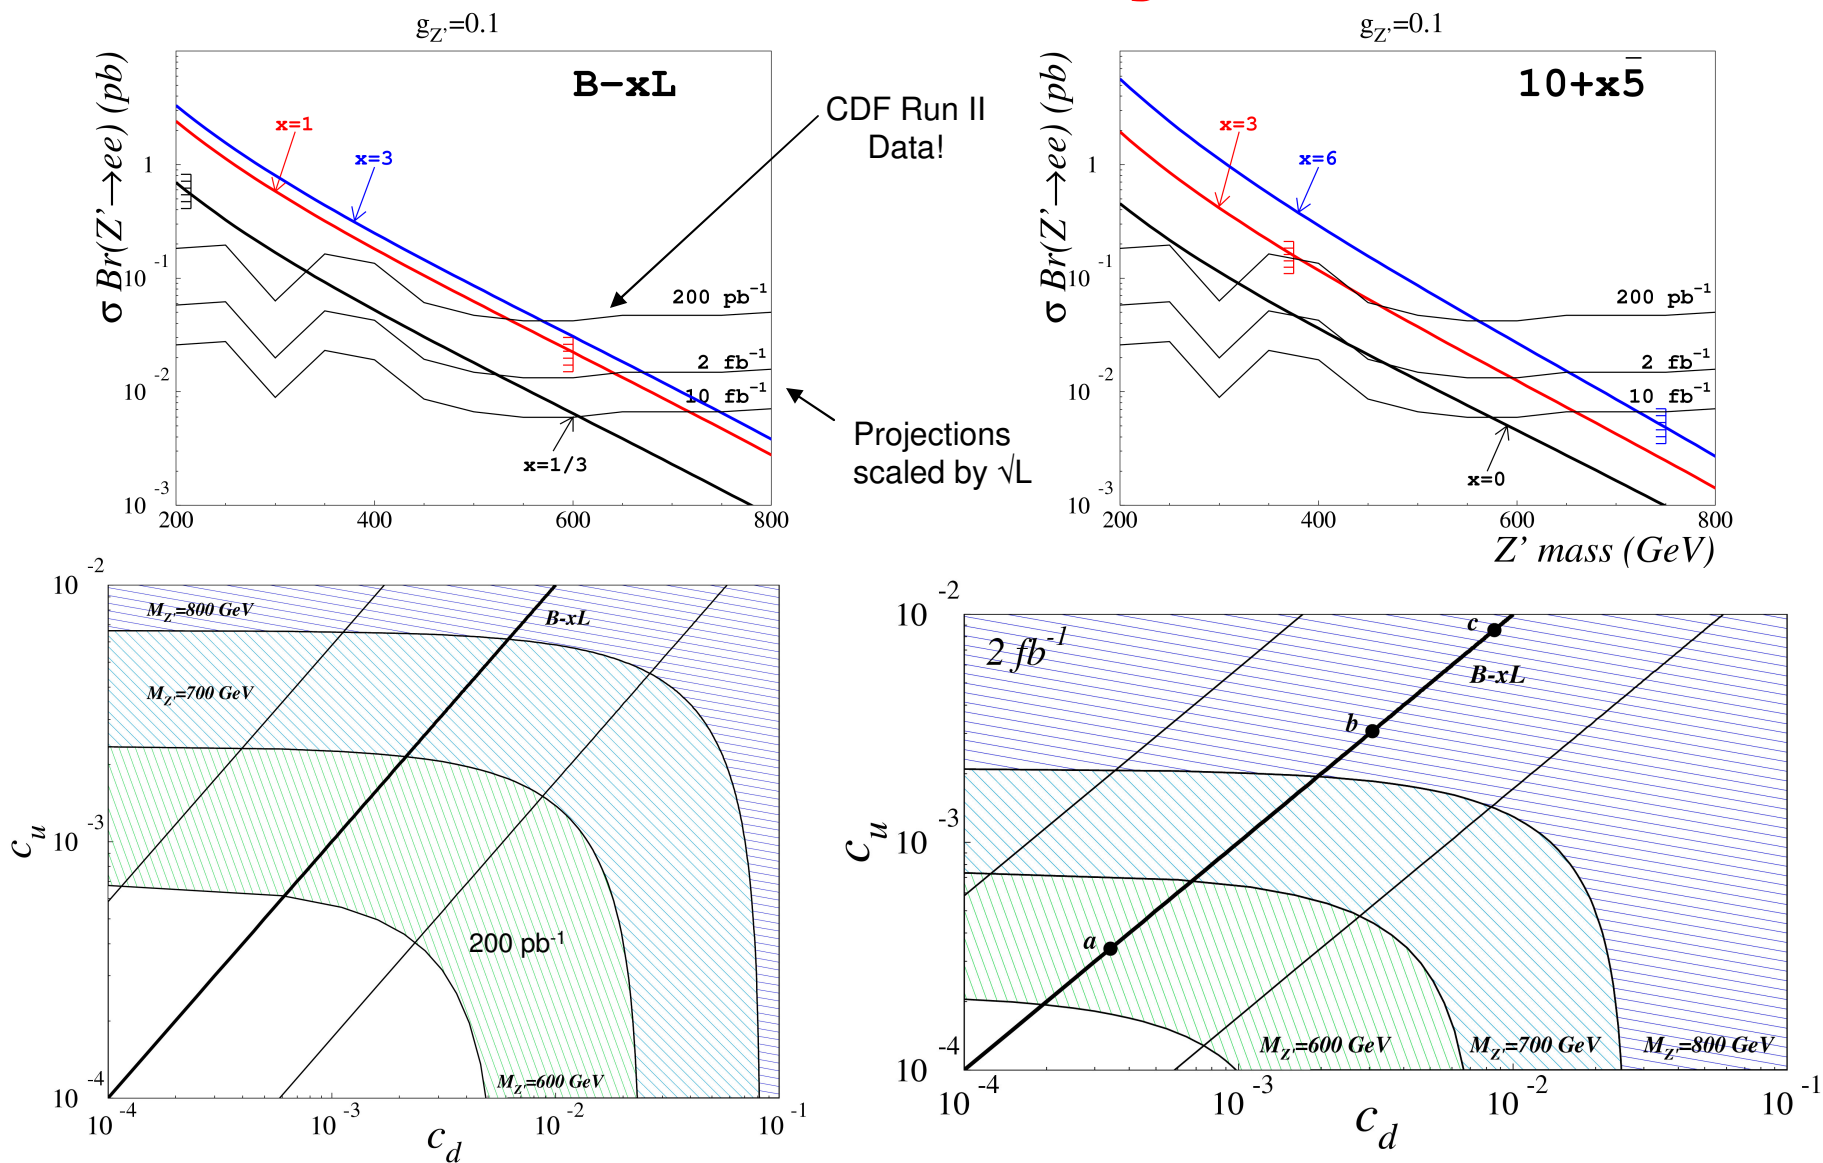 g_Z'=0.1
σ Br(Z'→ee) (pb)
B-xL
x=1
x=3
1
10 -1
10 -2
10 -3
200 pb-1
2 fb-1
10 fb-1
x=1/3
200 400 600 800
CDF Run II
Data!
Projections
scaled by √L
g_Z'=0.1
σ Br(Z'→ee) (pb)
10+x5̄
x=3
x=6
1
10 -1
10 -2
10 -3
200 pb-1
2 fb-1
10 fb-1
x=0
200 400 600 800
Z' mass (GeV)
10 -2
M_Z'=800 GeV
B-xL
M_Z'=700 GeV
10 -3
c_u
200 pb-1
M_Z'=600 GeV
10 -4
10 -4 10 -3 10 -2 10 -1
c_d
10 -2
2 fb-1
c
B-xL
b
10 -3
c_u
a
M_Z'=600 GeV M_Z'=700 GeV M_Z'=800 GeV
10 -4
10 -4 10 -3 10 -2 10 -1
c_d